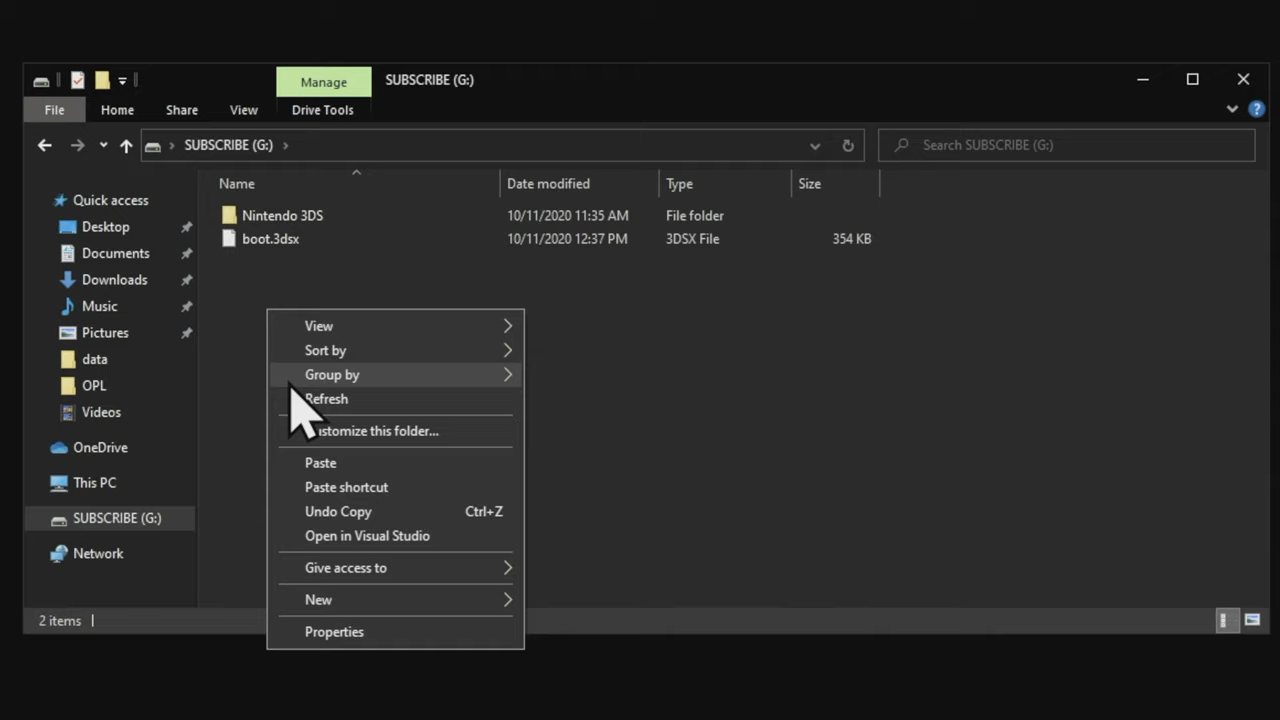 Manage
SUBSCRIBE (G:)
File
Home
Share
View
Drive Tools
?
SUBSCRIBE (G:)
Search SUBSCRIBE (G:)
Name
Date modified
Type
Size
Quick access
Desktop
Documents
Downloads
Music
Pictures
data
OPL
Videos
OneDrive
This PC
SUBSCRIBE (G:)
Network
Nintendo 3DS 10/11/2020 11:35 AM File folder
boot.3dsx 10/11/2020 12:37 PM 3DSX File 354 KB
View
Sort by
Group by
Refresh
ustomize this folder...
Paste
Paste shortcut
Undo Copy Ctrl+Z
Open in Visual Studio
Give access to
New
Properties
2 items